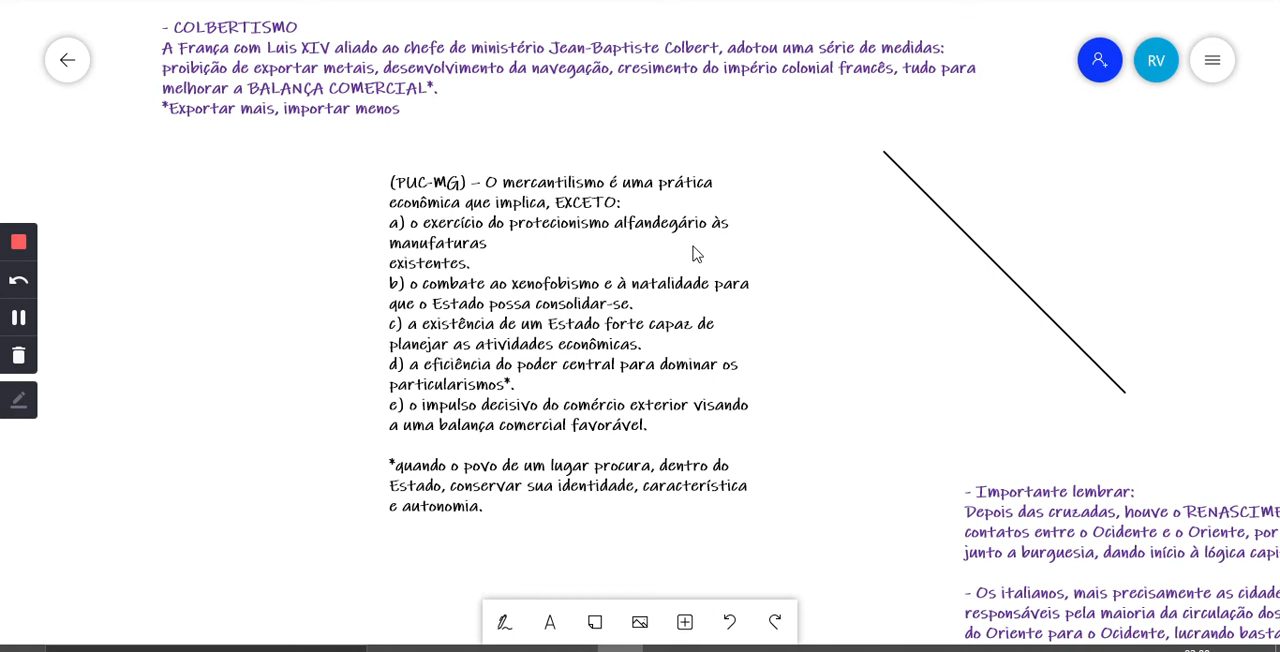 - COLBERTISMO
A França com Luis XIV aliado ao chefe de ministério Jean-Baptiste Colbert, adotou uma série de medidas:
proibição de exportar metais, desenvolvimento da navegação, cresimento do império colonial francês, tudo para
melhorar a BALANÇA COMERCIAL*.
*Exportar mais, importar menos
RV
(PUC-MG) – O mercantilismo é uma prática
econômica que implica, EXCETO:
a) o exercício do protecionismo alfandegário às
manufaturas
existentes.
b) o combate ao xenofobismo e à natalidade para
que o Estado possa consolidar-se.
c) a existência de um Estado forte capaz de
planejar as atividades econômicas.
d) a eficiência do poder central para dominar os
particularismos*.
e) o impulso decisivo do comércio exterior visando
a uma balança comercial favorável.
*quando o povo de um lugar procura, dentro do
Estado, conservar sua identidade, característica
e autonomia.
- Importante lembrar:
Depois das cruzadas, houve o RENASCIME
contatos entre o Ocidente e o Oriente, por
junto a burguesia, dando início à lógica capi
- Os italianos, mais precisamente as cidade
responsáveis pela maioria da circulação dos
do Oriente para o Ocidente, lucrando basta